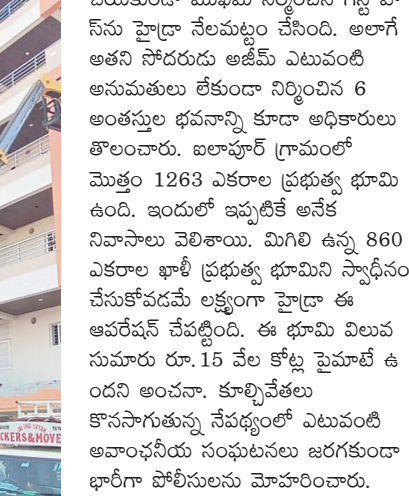 స్‌ను హైడ్రా నేలమట్టం చేసింది. అలాగే
అతని సోదరుడు అజీమ్ ఎటువంటి
అనుమతులు లేకుండా నిర్మించిన 6
అంతస్తుల భవనాన్ని కూడా అధికారులు
తొలంచారు. ఐలాపూర్ గ్రామంలో
మొత్తం 1263 ఎకరాల ప్రభుత్వ భూమి
ఉంది. ఇందులో ఇప్పటికే అనేక
నివాసాలు వెలిశాయి. మిగిలి ఉన్న 860
ఎకరాల ఖాళీ ప్రభుత్వ భూమిని స్వాధీనం
చేసుకోవడమే లక్ష్యంగా హైడ్రా ఈ
ఆపరేషన్ చేపట్టింది. ఈ భూమి విలువ
సుమారు రూ.15 వేల కోట్ల పైమాటే ఉ
ందని అంచనా. కూల్చివేతలు
కొనసాగుతున్న నేపథ్యంలో ఎటువంటి
అవాంఛనీయ సంఘటనలు జరగకుండా
భారీగా పోలీసులను మోహరించారు.
CKERS&MOVE